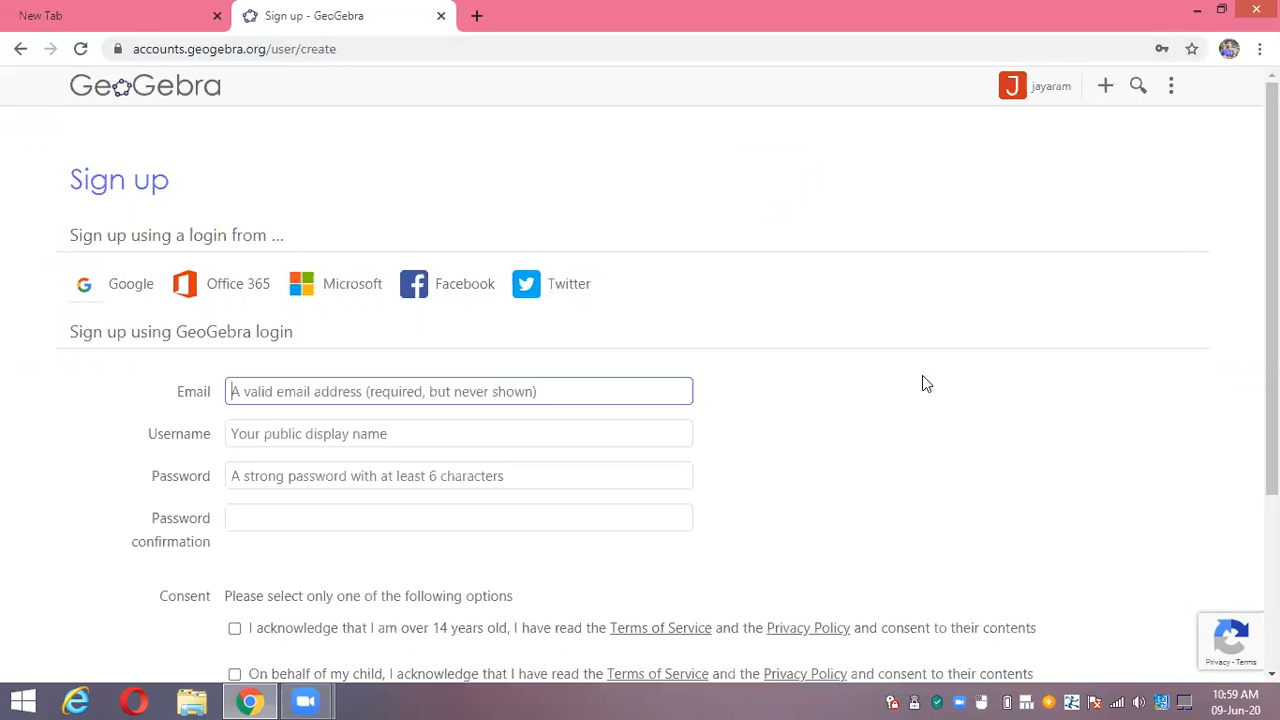 New Tab
Sign up - GeoGebra
accounts.geogebra.org/user/create
GeoGebra
J jayaram
Sign up
Sign up using a login from ...
Google Office 365 Microsoft Facebook Twitter
Sign up using GeoGebra login
Email A valid email address (required, but never shown)
Username Your public display name
Password A strong password with at least 6 characters
Password
confirmation
Consent Please select only one of the following options
I acknowledge that I am over 14 years old, I have read the Terms of Service and the Privacy Policy and consent to their contents
On behalf of my child, I acknowledge that I have read the Terms of Service and the Privacy Policy and consent to their contents
Privacy - Terms
10:59 AM
09-Jun-20